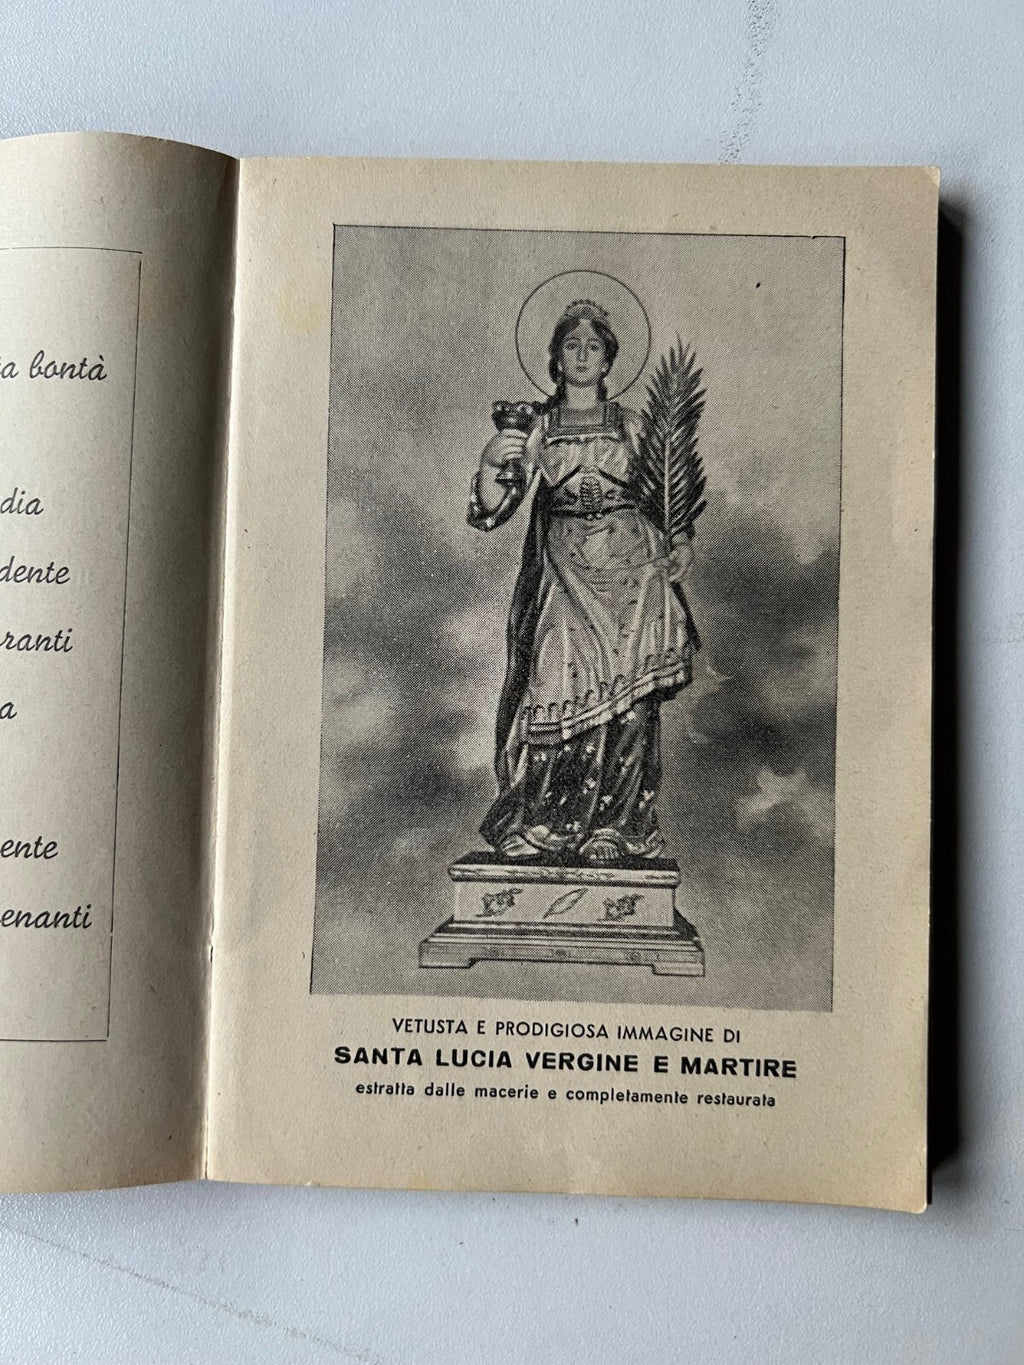 bontà
dia
dente
ranti
a
ente
enanti
VETUSTA E PRODIGIOSA IMMAGINE DI
SANTA LUCIA VERGINE E MARTIRE
estratta dalle macerie e completamente restaurata